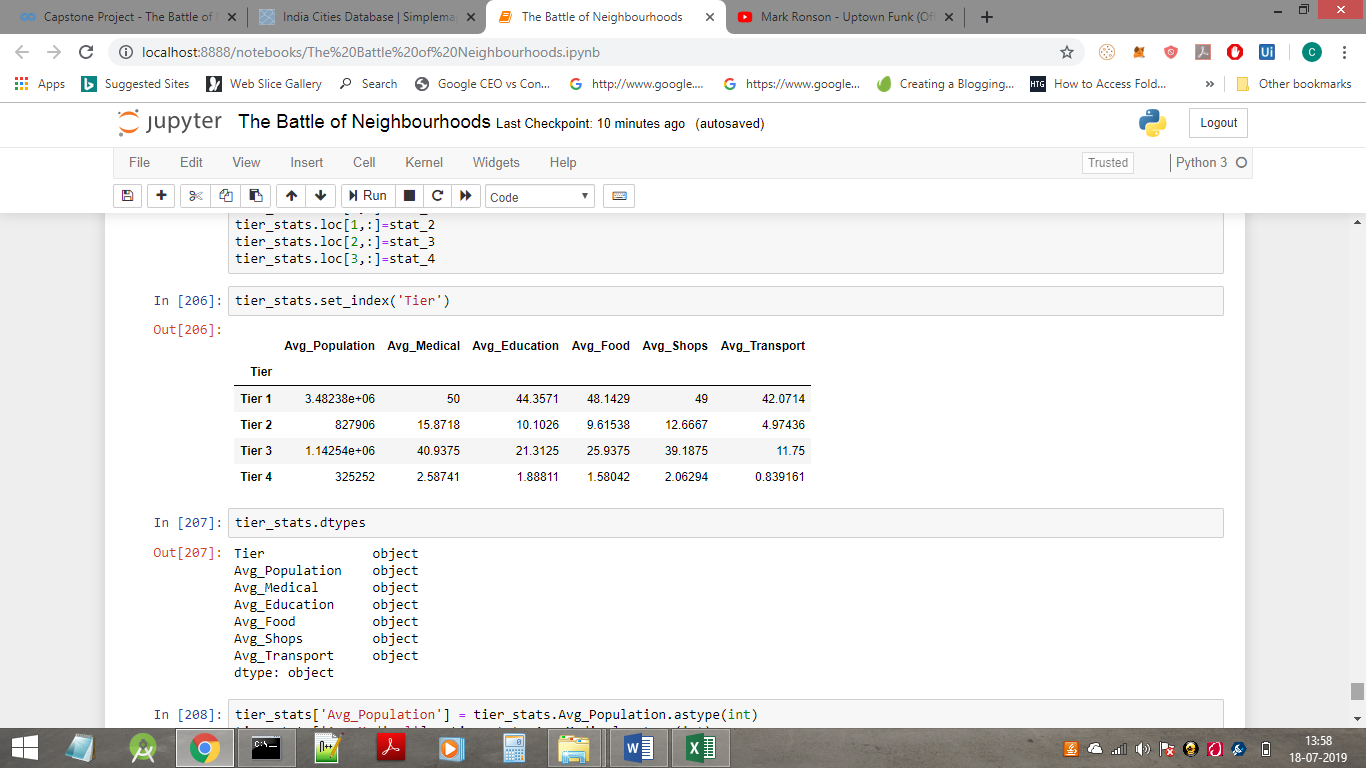 Capstone Project - The Battle of
India Cities Database | Simplema
The Battle of Neighbourhoods
Mark Ronson - Uptown Funk (Of
localhost:8888/notebooks/The%20Battle%20of%20Neighbourhoods.ipynb
Ui
C
Apps
Suggested Sites
Web Slice Gallery
Search
Google CEO vs Con...
http://www.google....
https://www.google...
Creating a Blogging...
HTG
How to Access Fold...
»
Other bookmarks
jupyter The Battle of Neighbourhoods Last Checkpoint: 10 minutes ago (autosaved)
Logout
File Edit View Insert Cell Kernel Widgets Help
Trusted
Python 3
Run
Code
tier_stats.loc[1,:]=stat_2
tier_stats.loc[2,:]=stat_3
tier_stats.loc[3,:]=stat_4
In [206]: tier_stats.set_index('Tier')
Out[206]:
Avg_Population Avg_Medical Avg_Education Avg_Food Avg_Shops Avg_Transport
Tier
Tier 1 3.48238e+06 50 44.3571 48.1429 49 42.0714
Tier 2 827906 15.8718 10.1026 9.61538 12.6667 4.97436
Tier 3 1.14254e+06 40.9375 21.3125 25.9375 39.1875 11.75
Tier 4 325252 2.58741 1.88811 1.58042 2.06294 0.839161
In [207]: tier_stats.dtypes
Out[207]: Tier object
Avg_Population object
Avg_Medical object
Avg_Education object
Avg_Food object
Avg_Shops object
Avg_Transport object
dtype: object
In [208]: tier_stats['Avg_Population'] = tier_stats.Avg_Population.astype(int)
13:58
18-07-2019